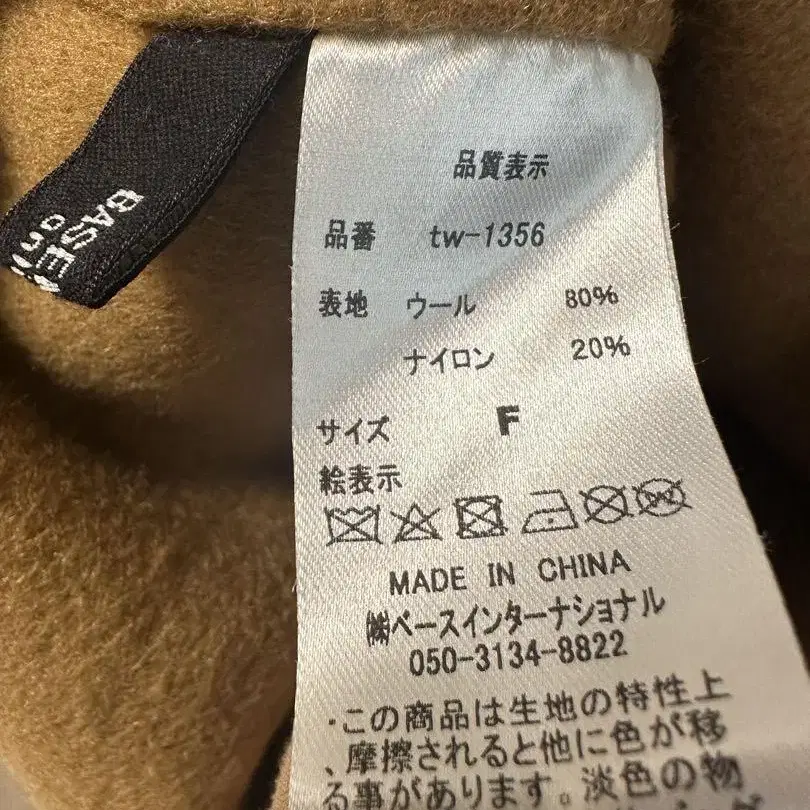 BASE
品質表示
品番 tw-1356
表地 ウール 80%
ナイロン 20%
サイズ F
絵表示
MADE IN CHINA
㈱ベースインターナショナル
050-3134-8822
・この商品は生地の特性上
、摩擦されると他に色が移
る事があります。淡色の物